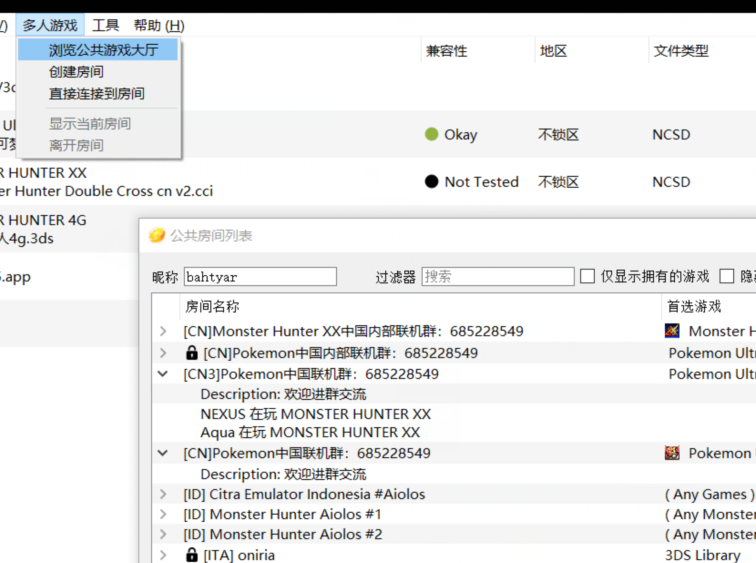 多人游戏 工具 帮助 (H)
浏览公共游戏大厅
创建房间
直接连接到房间
显示当前房间
离开房间
兼容性 地区 文件类型
Okay 不锁区 NCSD
HUNTER XX
er Hunter Double Cross cn v2.cci
Not Tested 不锁区 NCSD
HUNTER 4G
人4g.3ds
.app
公共房间列表
昵称 bahtyar 过滤器 搜索 仅显示拥有的游戏
房间名称 首选游戏
[CN]Monster Hunter XX中国内部联机群：685228549 Monster H
[CN]Pokemon中国内部联机群：685228549 Pokemon Ult
[CN3]Pokemon中国联机群：685228549 Pokemon Ult
Description: 欢迎进群交流
NEXUS 在玩 MONSTER HUNTER XX
Aqua 在玩 MONSTER HUNTER XX
[CN]Pokemon中国联机群：685228549 Pokemon
Description: 欢迎进群交流
[ID] Citra Emulator Indonesia #Aiolos ( Any Games )
[ID] Monster Hunter Aiolos #1 ( Any Monster
[ID] Monster Hunter Aiolos #2 ( Any Monster
[ITA] oniria 3DS Library